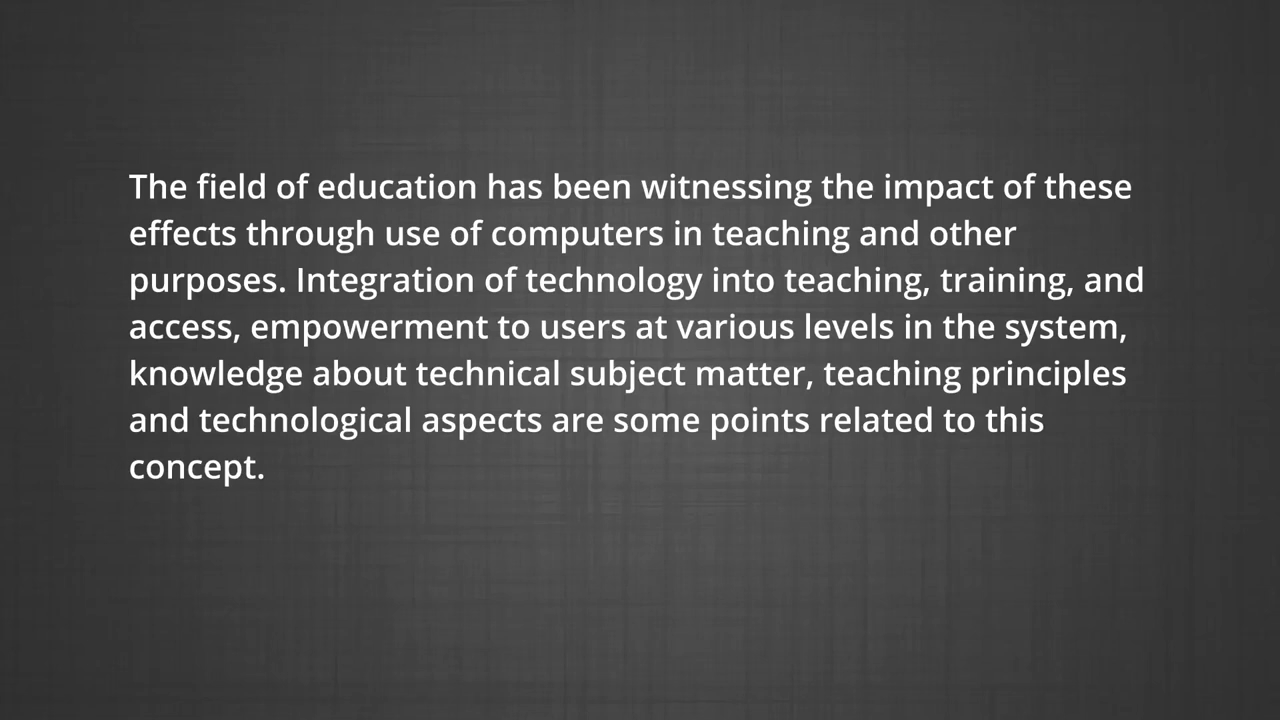 The field of education has been witnessing the impact of these
effects through use of computers in teaching and other
purposes. Integration of technology into teaching, training, and
access, empowerment to users at various levels in the system,
knowledge about technical subject matter, teaching principles
and technological aspects are some points related to this
concept.